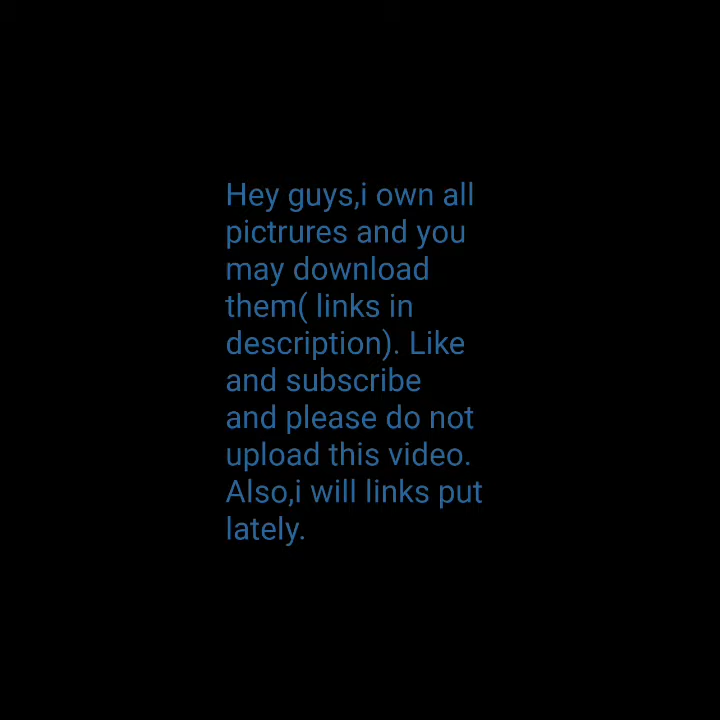 Hey guys,i own all
pictrures and you
may download
them( links in
description). Like
and subscribe
and please do not
upload this video.
Also,i will links put
lately.